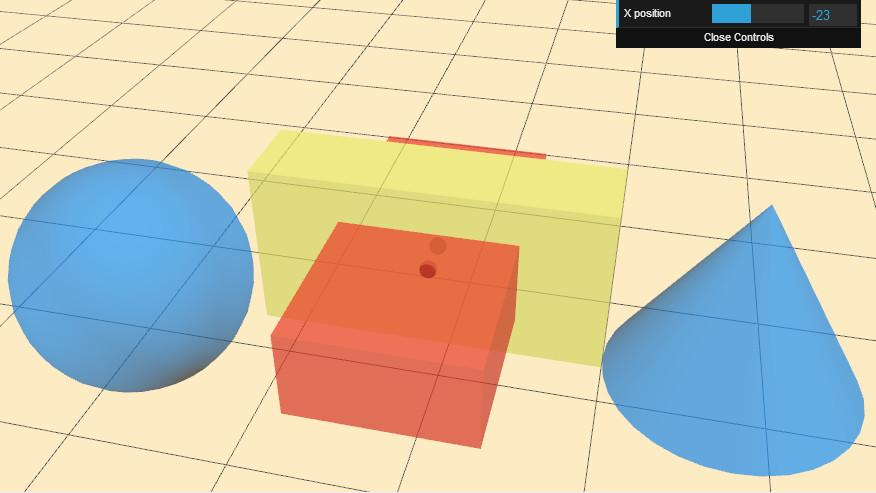 X position -23
Close Controls